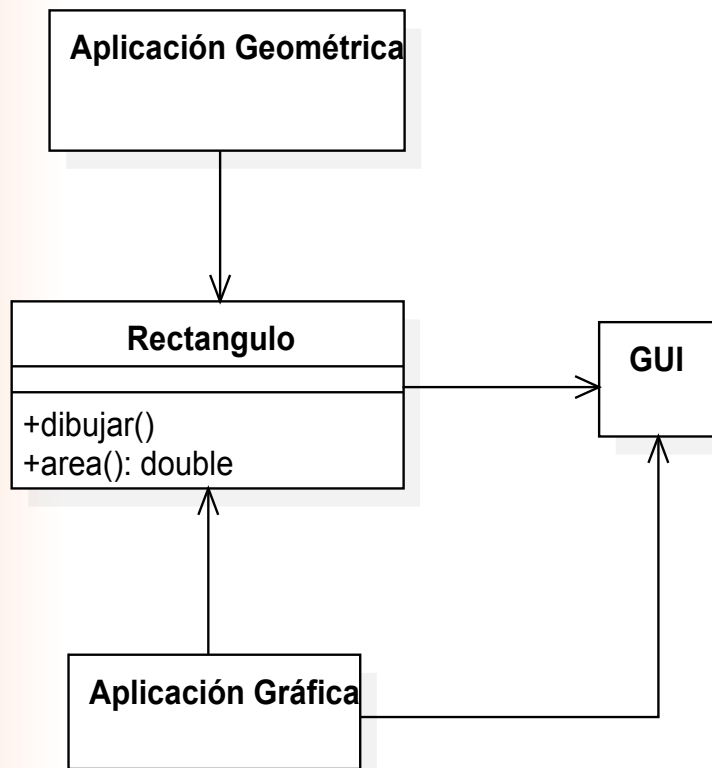 Aplicación Geométrica
Rectangulo
GUI
+dibujar()
+area(): double
Aplicación Gráfica